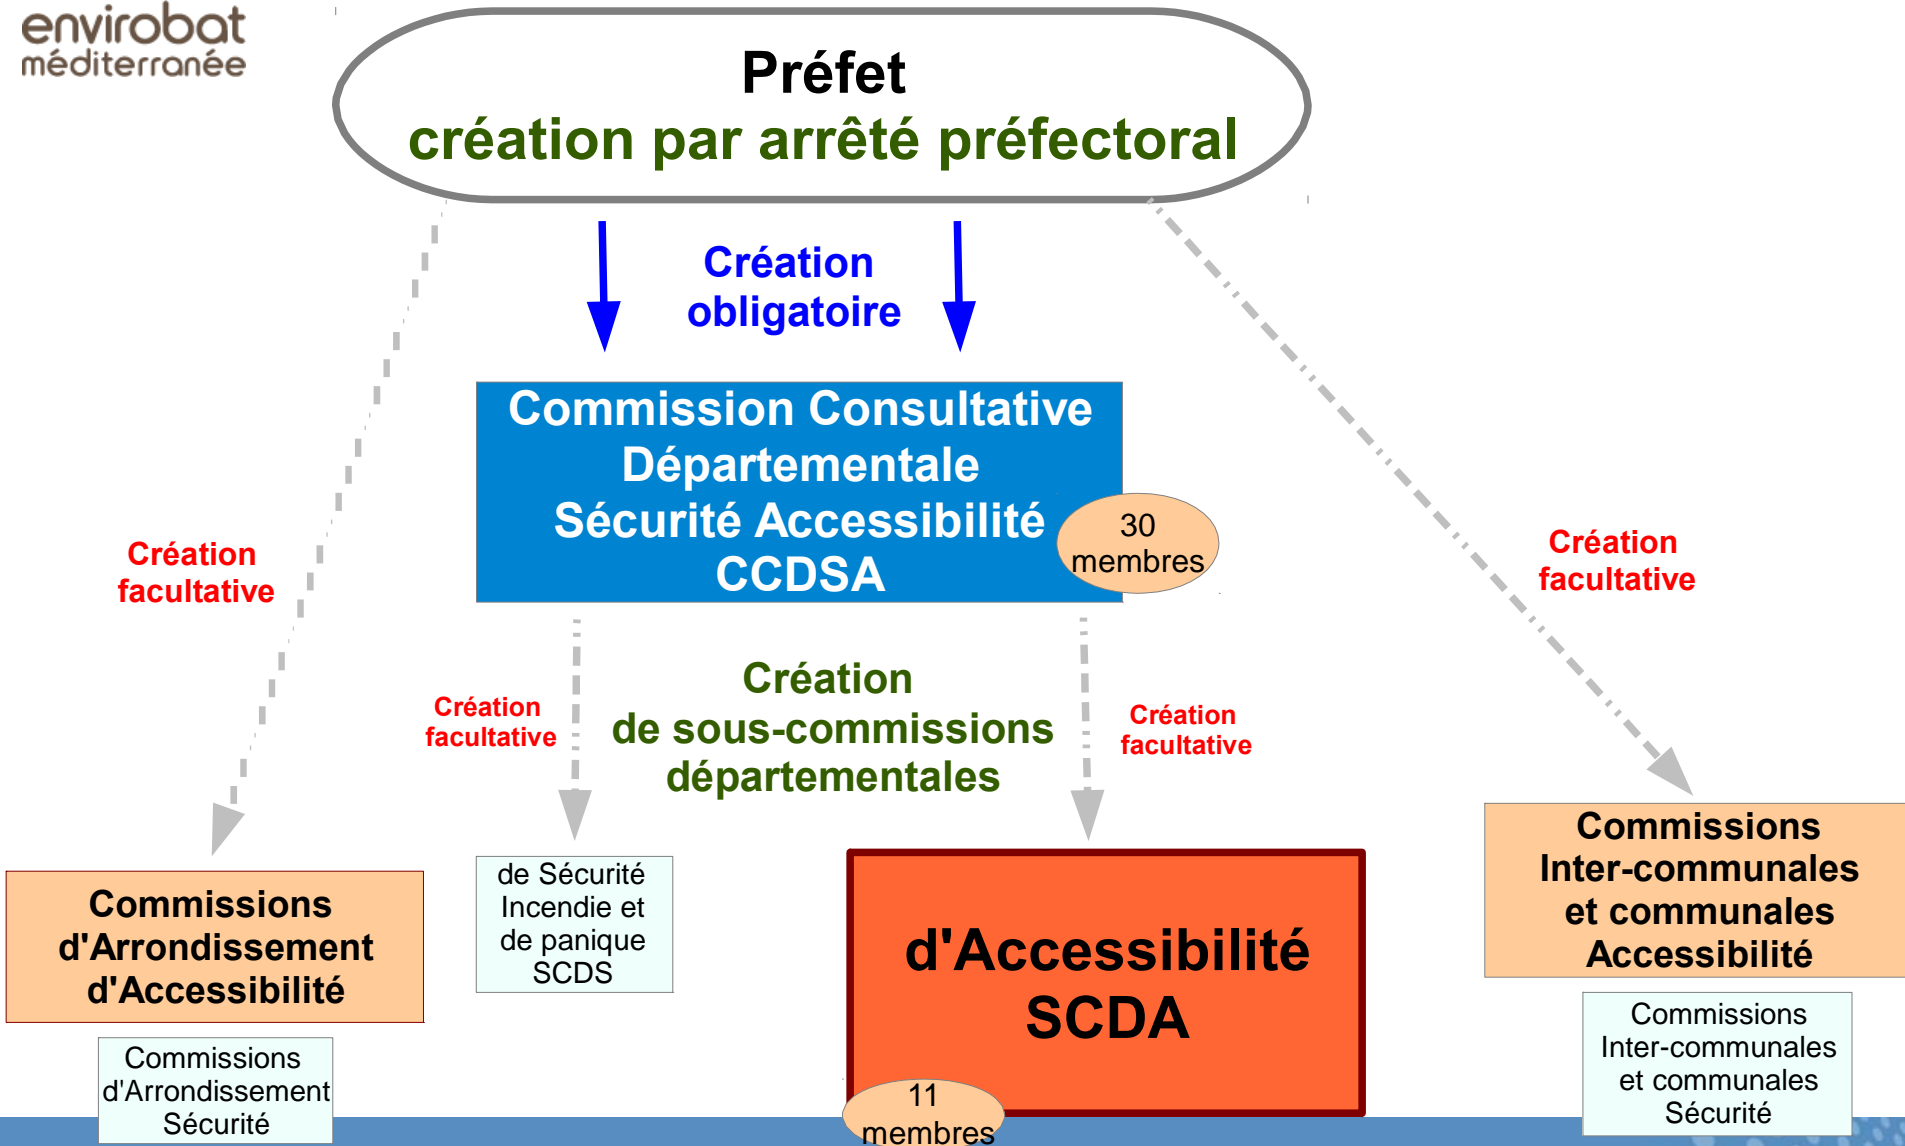 envirobat
méditerranée
Préfet
création par arrêté préfectoral
Création
obligatoire
Commission Consultative
Départementale
Sécurité Accessibilité
CCDSA
30
membres
Création
facultative
Création
facultative
Création
facultative
Création
de sous-commissions
départementales
Création
facultative
Commissions
d'Arrondissement
d'Accessibilité
Commissions
d'Arrondissement
Sécurité
de Sécurité
Incendie et
de panique
SCDS
d'Accessibilité
SCDA
11
membres
Commissions
Inter-communales
et communales
Accessibilité
Commissions
Inter-communales
et communales
Sécurité